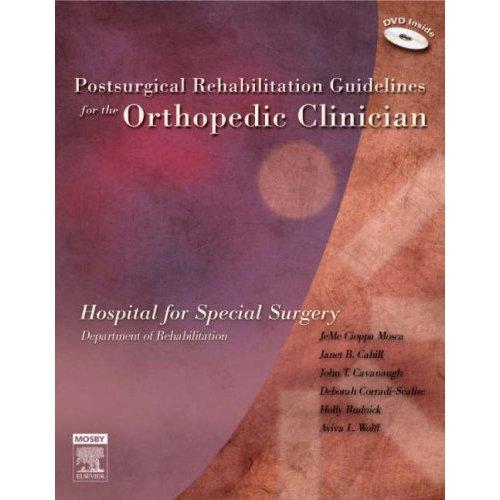 DVD Inside
Postsurgical Rehabilitation Guidelines
for the Orthopedic Clinician
Hospital for Special Surgery
Department of Rehabilitation
JeMe Cioppa Mosca
Janet B. Cahill
John T. Cavanaugh
Deborah Corradi-Scalise
Holly Rudnick
Aviva L. Wolff
MOSBY
ELSEVIER